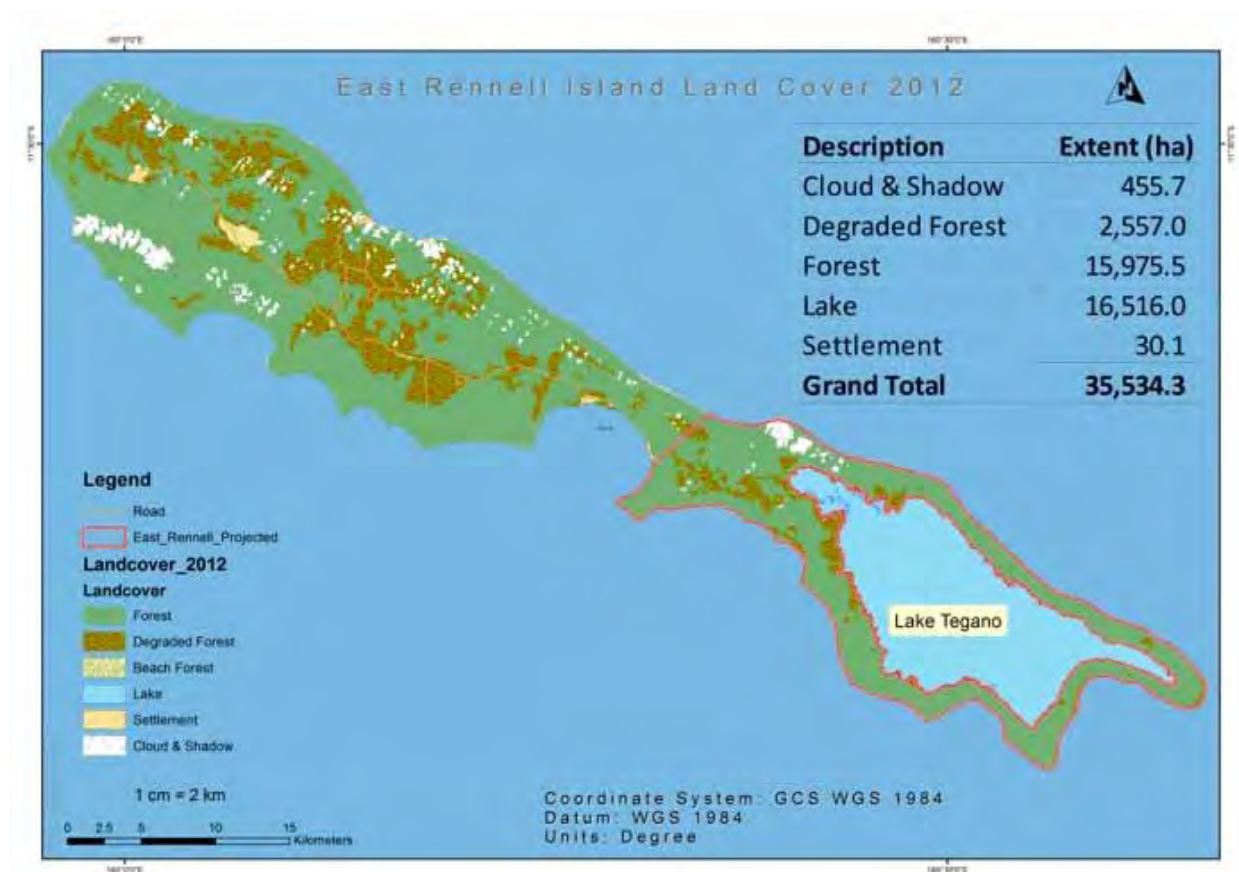 East Rennell Island Land Cover 2012
N
Description Extent (ha)
Cloud & Shadow 455.7
Degraded Forest 2,557.0
Forest 15,975.5
Lake 16,516.0
Settlement 30.1
Grand Total 35,534.3
Legend
Road
East_Rennell_Projected
Landcover_2012
Landcover
Forest
Degraded Forest
Beach Forest
Lake
Settlement
Cloud & Shadow
Lake Tegano
1 cm = 2 km
0 2.5 5 10 15
Kilometers
Coordinate System: GCS WGS 1984
Datum: WGS 1984
Units: Degree